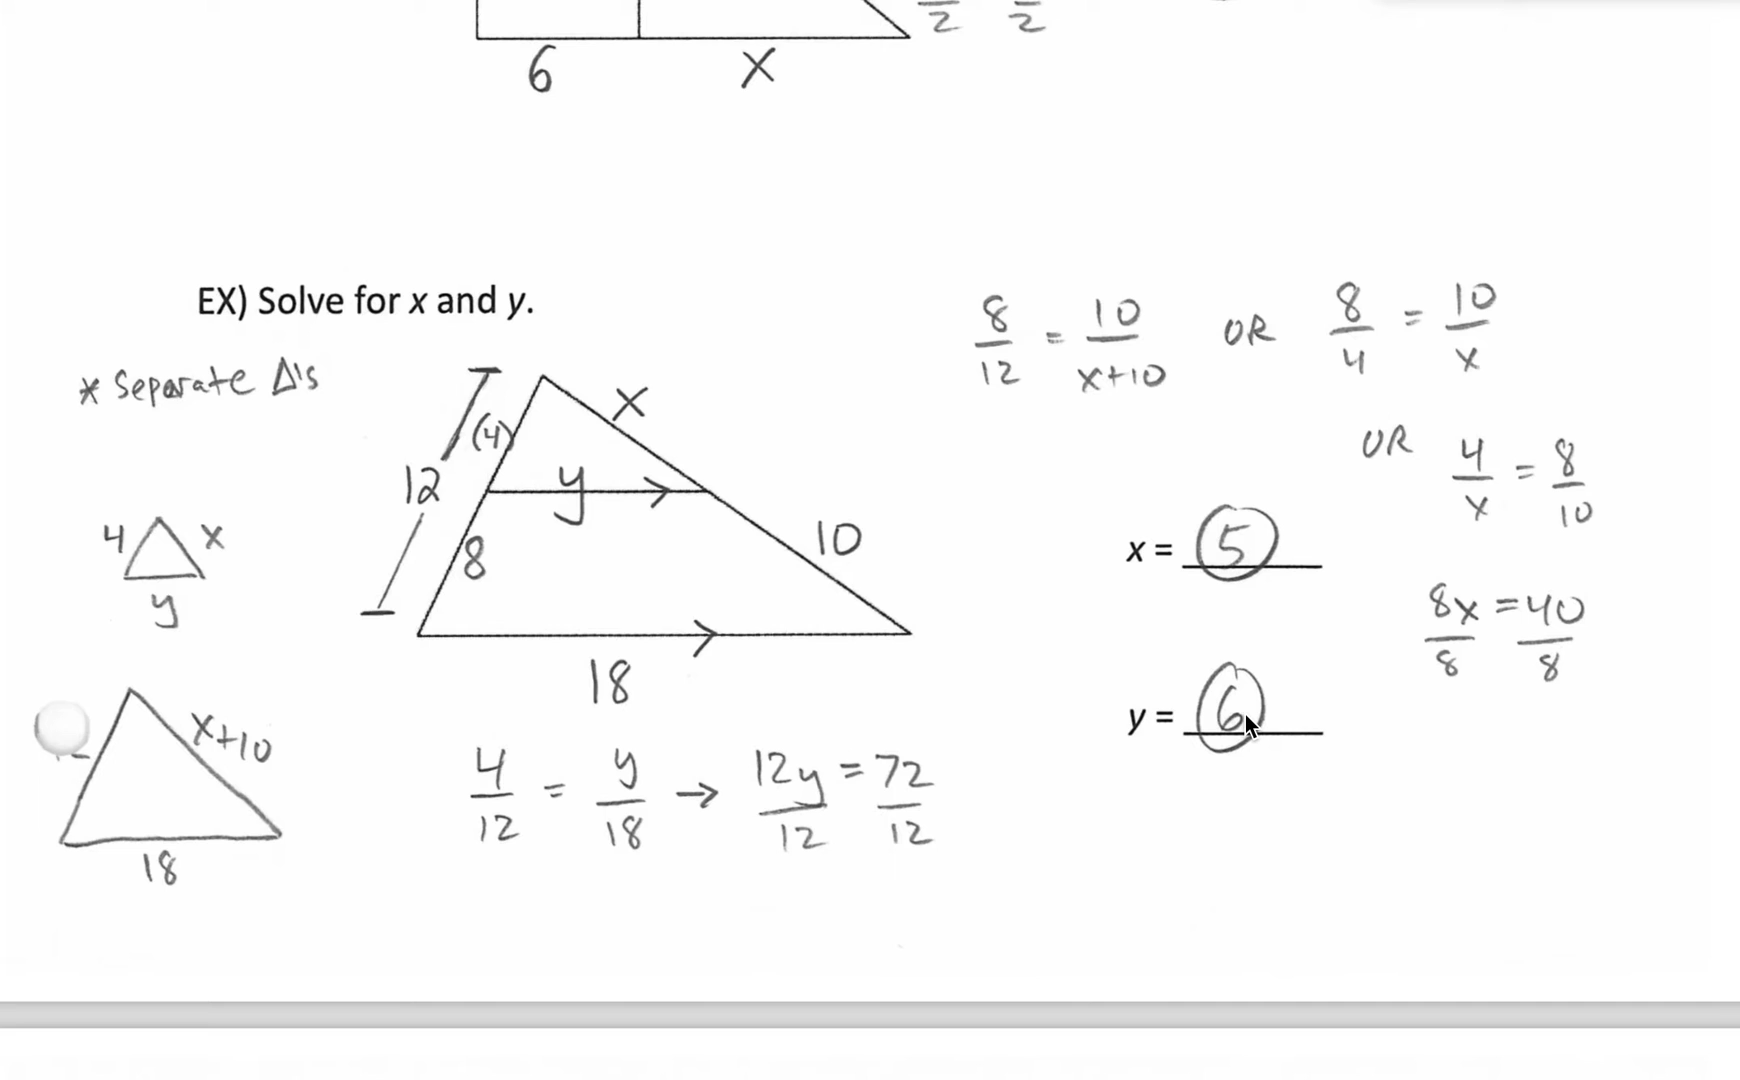 2 2
6 x
EX) Solve for x and y.
* Separate Δ's
8/12 = 10/(x+10) OR 8/4 = 10/x
OR 4/x = 8/10
x
(4)
12
y
8
10
18
4 x
y
x+10
18
x = 5
8x/8 = 40/8
y = 6
4/12 = y/18 → 12y/12 = 72/12